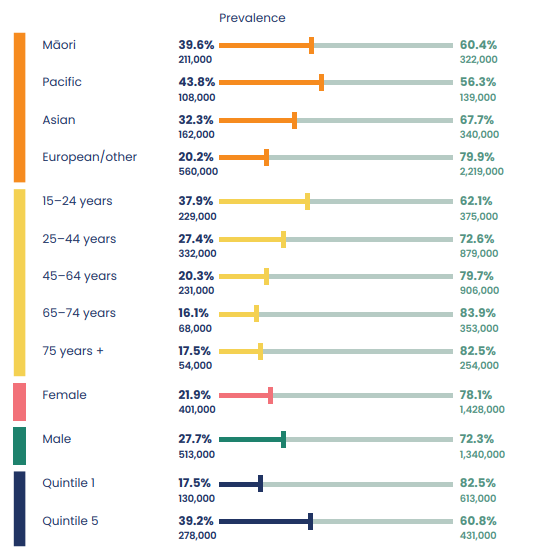 Prevalence
Māori 39.6% 60.4%
211,000 322,000
Pacific 43.8% 56.3%
108,000 139,000
Asian 32.3% 67.7%
162,000 340,000
European/other 20.2% 79.9%
560,000 2,219,000
15–24 years 37.9% 62.1%
229,000 375,000
25–44 years 27.4% 72.6%
332,000 879,000
45–64 years 20.3% 79.7%
231,000 906,000
65–74 years 16.1% 83.9%
68,000 353,000
75 years + 17.5% 82.5%
54,000 254,000
Female 21.9% 78.1%
401,000 1,428,000
Male 27.7% 72.3%
513,000 1,340,000
Quintile 1 17.5% 82.5%
130,000 613,000
Quintile 5 39.2% 60.8%
278,000 431,000